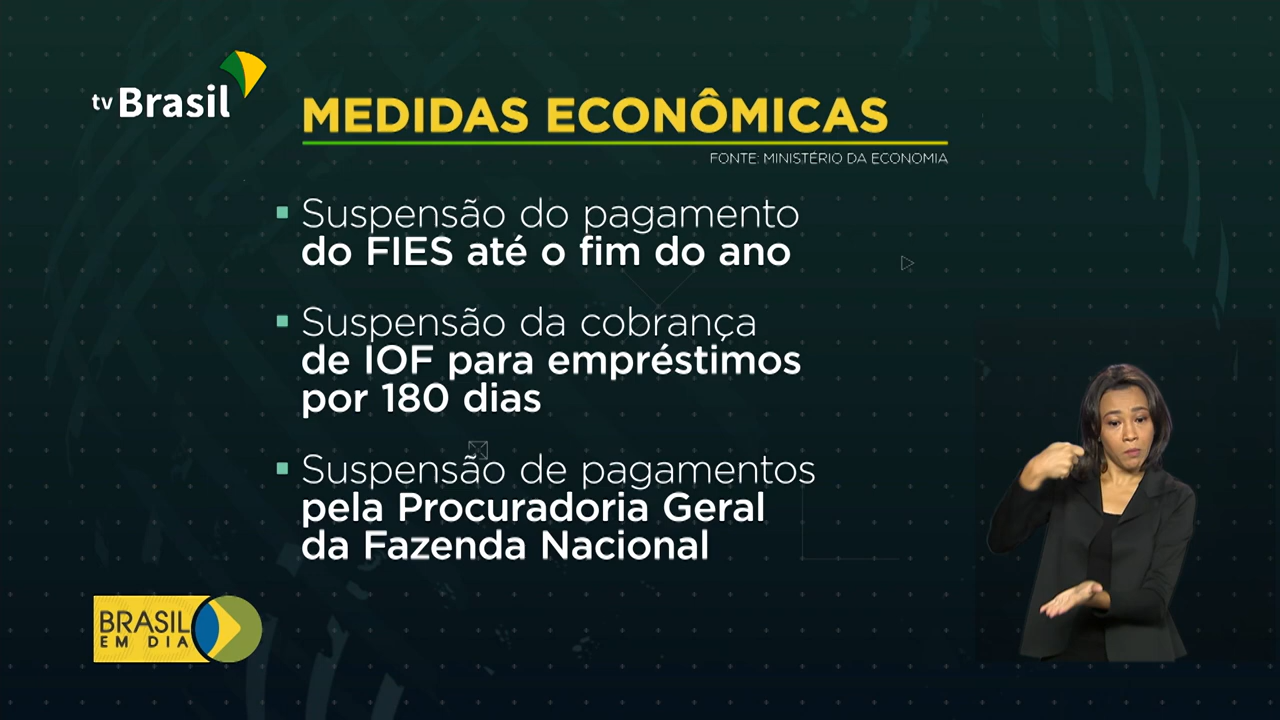 tv Brasil
MEDIDAS ECONÔMICAS
FONTE: MINISTÉRIO DA ECONOMIA
Suspensão do pagamento
do FIES até o fim do ano
Suspensão da cobrança
de IOF para empréstimos
por 180 dias
Suspensão de pagamentos
pela Procuradoria Geral
da Fazenda Nacional
BRASIL
EM DIA